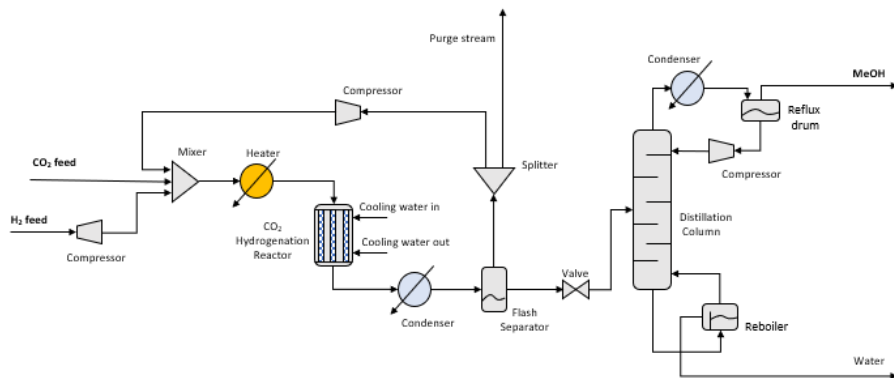 Purge stream
Condenser
MeOH
Compressor
Reflux
drum
Mixer
Heater
CO₂ feed
Splitter
Compressor
Cooling water in
H₂ feed
CO₂
Hydrogenation
Reactor
Distillation
Column
Cooling water out
Compressor
Valve
Condenser
Flash
Separator
Reboiler
Water